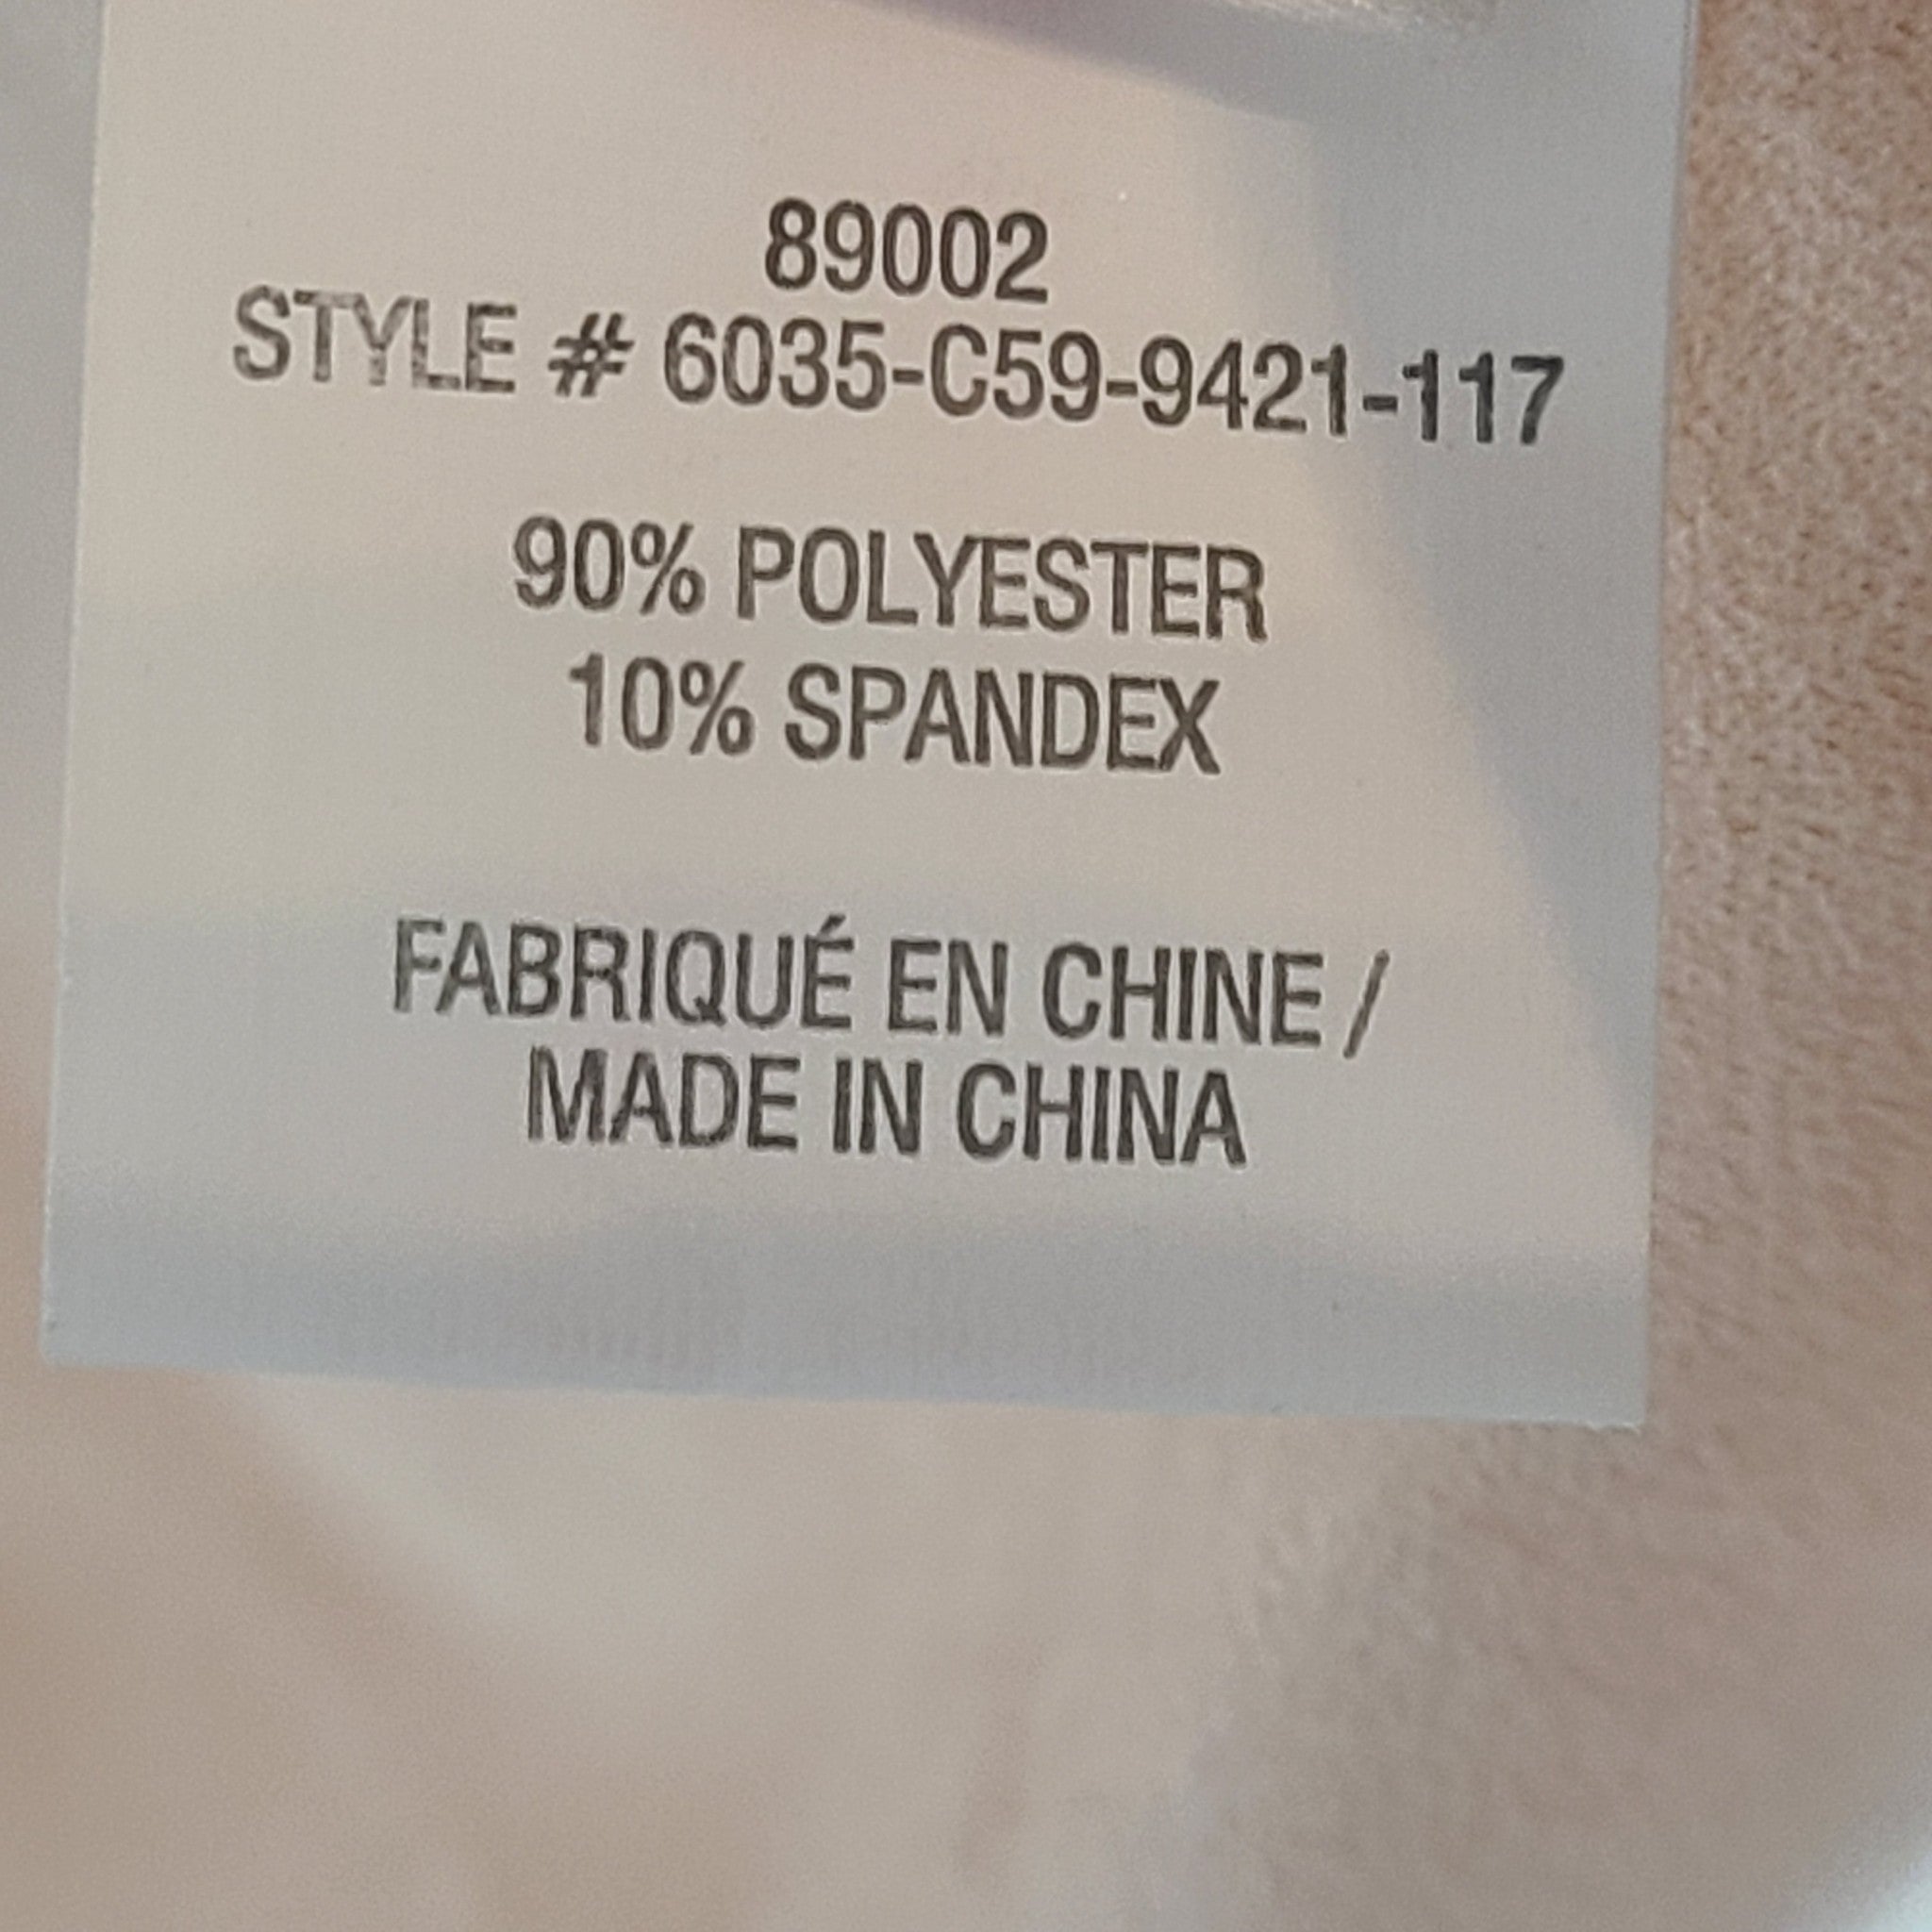 89002
STYLE # 6035-C59-9421-117
90% POLYESTER
10% SPANDEX
FABRIQUÉ EN CHINE /
MADE IN CHINA